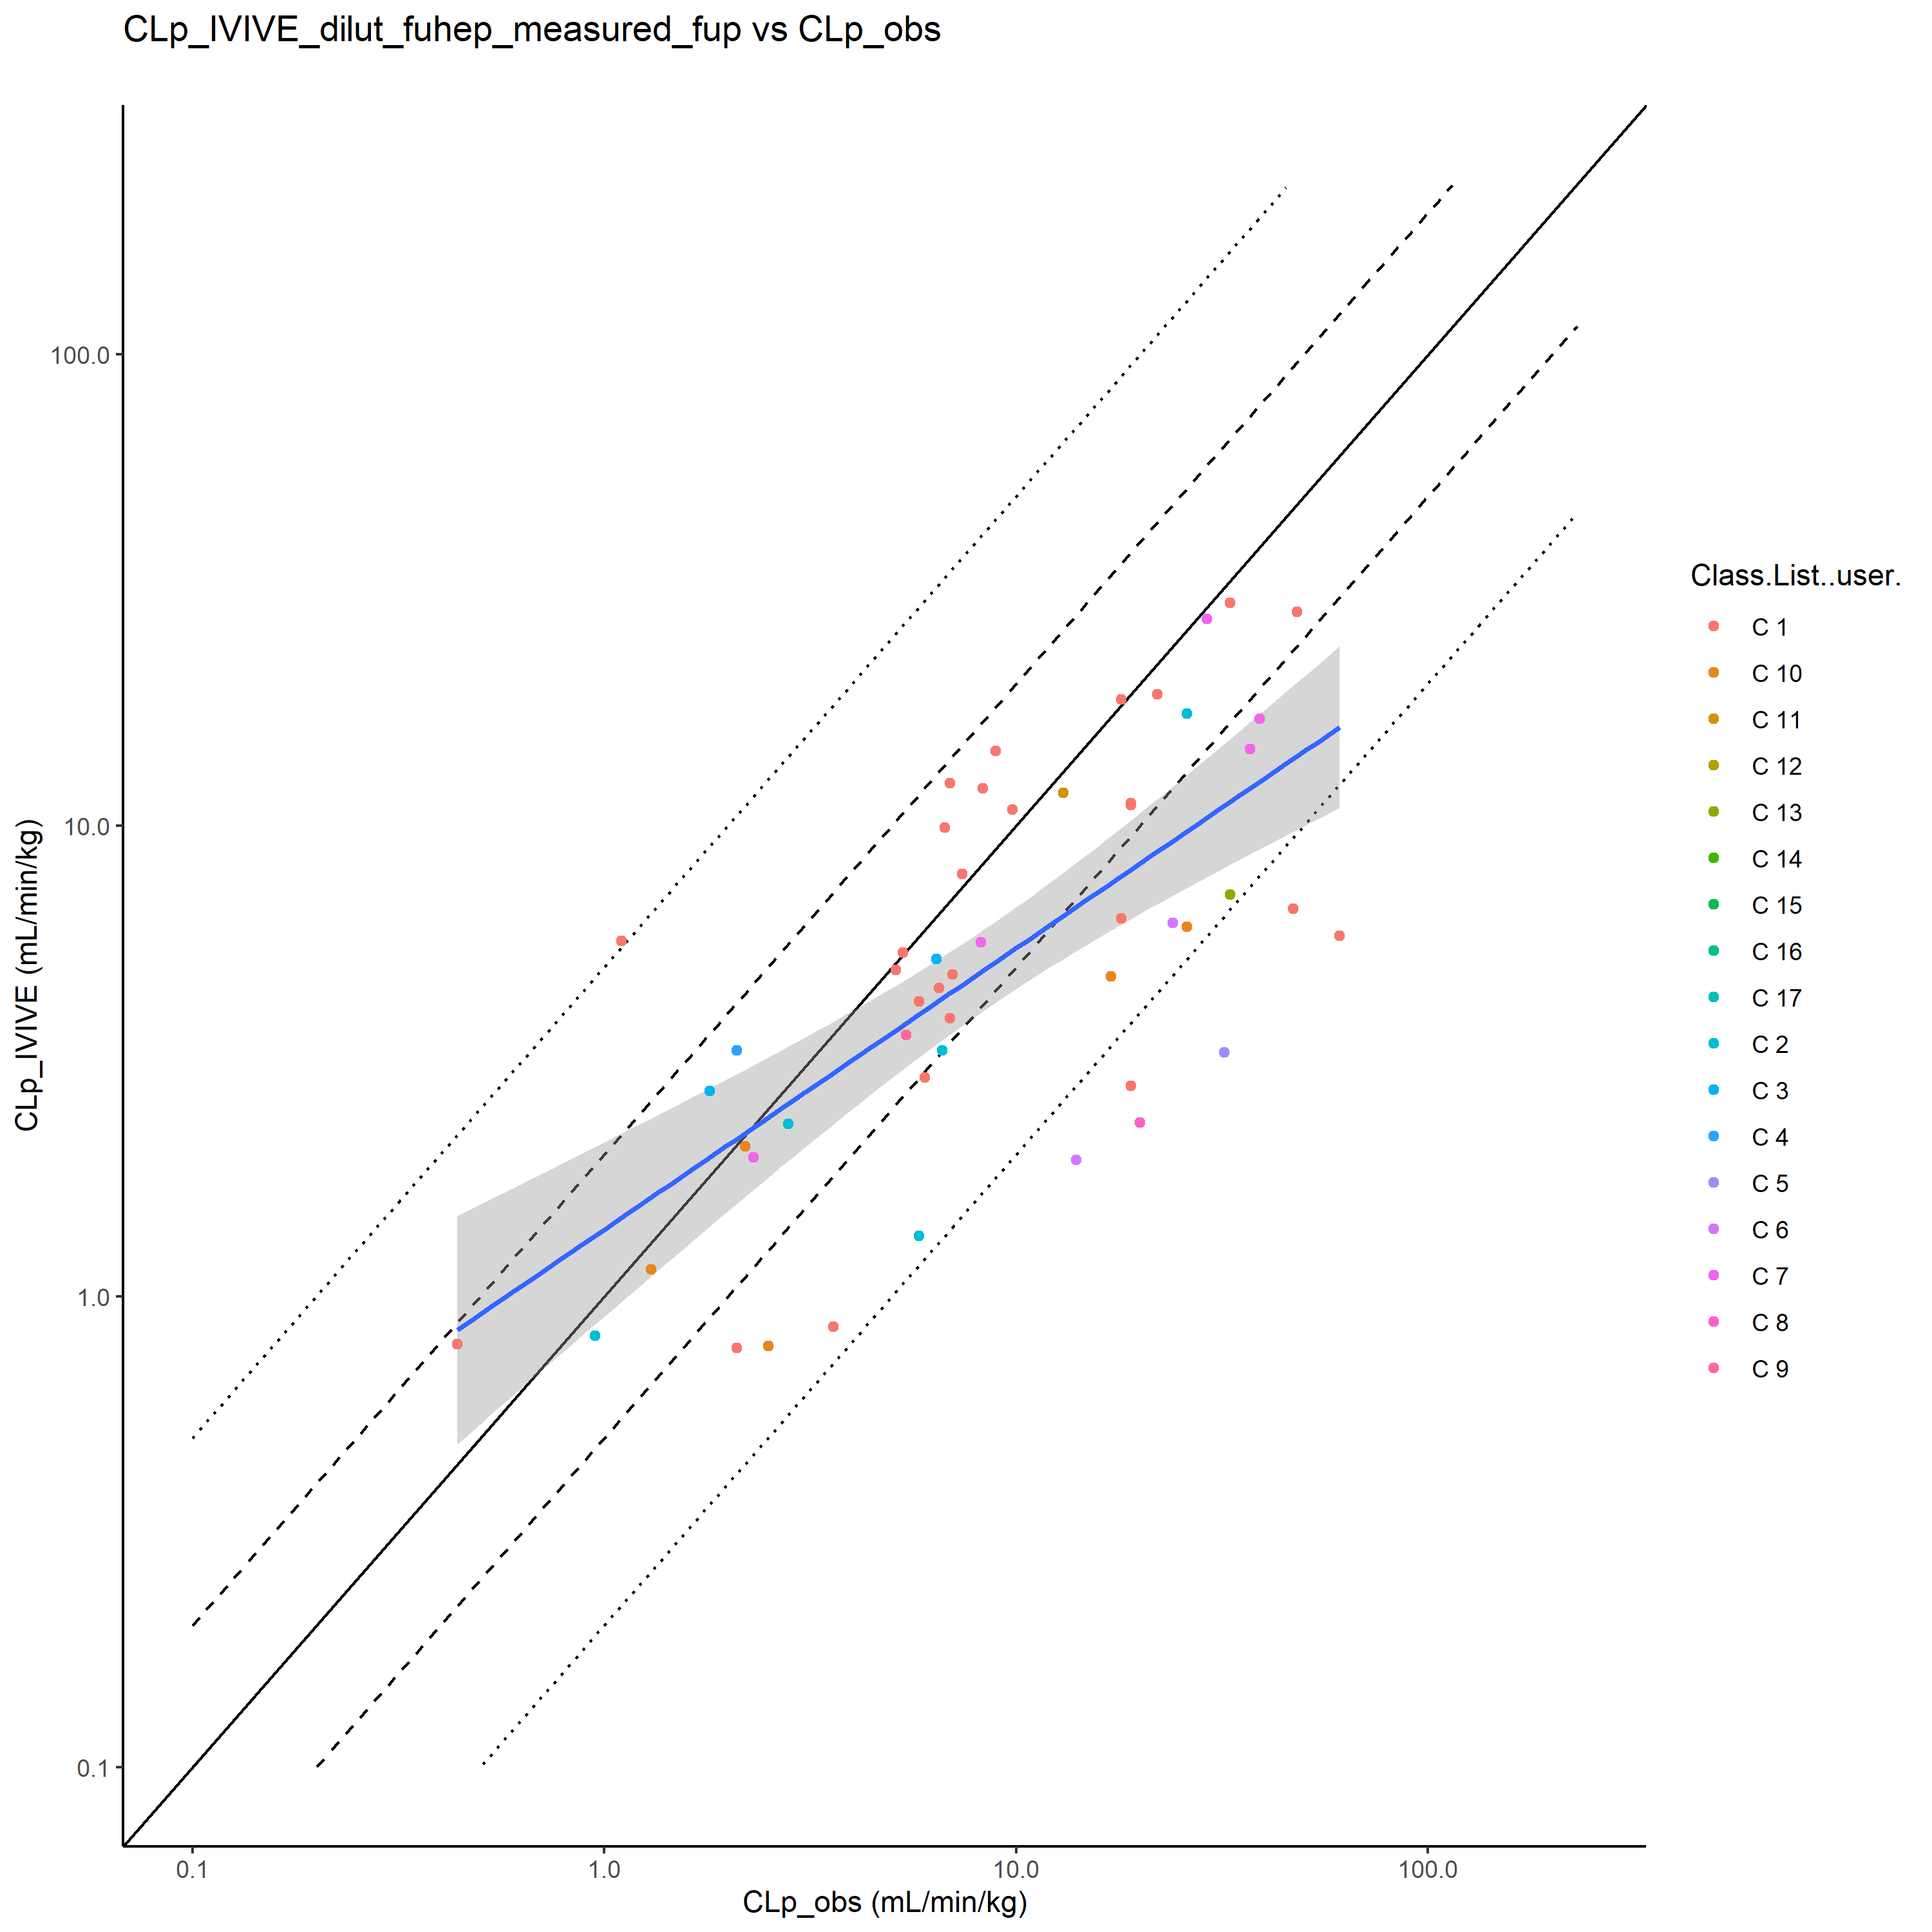 CLp_IVIVE_dilut_fuhep_measured_fup vs CLp_obs
CLp_IVIVE (mL/min/kg)
100.0
10.0
1.0
0.1
0.1
1.0
10.0
100.0
CLp_obs (mL/min/kg)
Class.List..user.
C 1
C 10
C 11
C 12
C 13
C 14
C 15
C 16
C 17
C 2
C 3
C 4
C 5
C 6
C 7
C 8
C 9